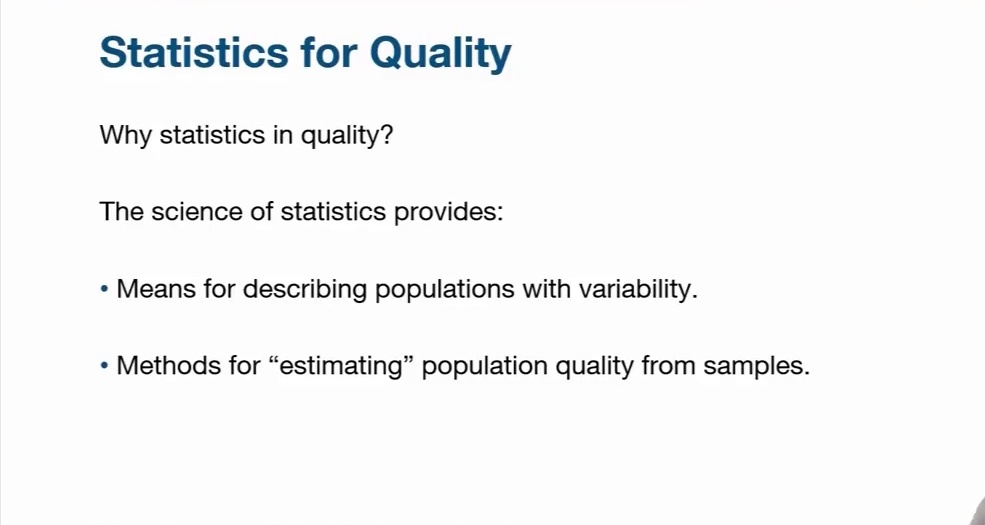 Statistics for Quality
Why statistics in quality?
The science of statistics provides:
• Means for describing populations with variability.
• Methods for “estimating” population quality from samples.